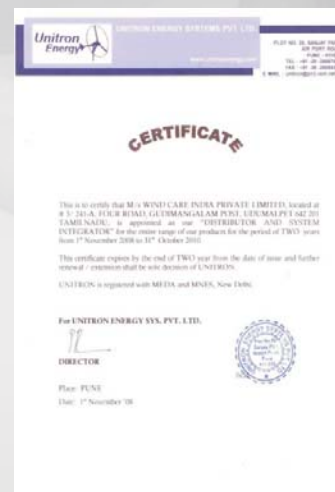 Unitron
Energy
UNITRON ENERGY SYSTEMS PVT. LTD.
CERTIFICATE
This is to certify that M/s WIND CARE INDIA PRIVATE LIMITED, located at
# 3/ 241-A, FOUR ROAD, GUDIMANGALAM POST, UDUMALPET 642 201
TAMILNADU, is appointed as our "DISTRIBUTOR AND SYSTEM
INTEGRATOR" for the entire range of our products for the period of TWO years
from 1st November 2008 to 31st October 2010.
This certificate expires by the end of TWO year from the date of issue and further
renewal / extension shall be sole decision of UNITRON.
UNITRON is registered with MEDA and MNES, New Delhi.
For UNITRON ENERGY SYS. PVT. LTD.
DIRECTOR
Place: PUNE
Date: 1st November '08